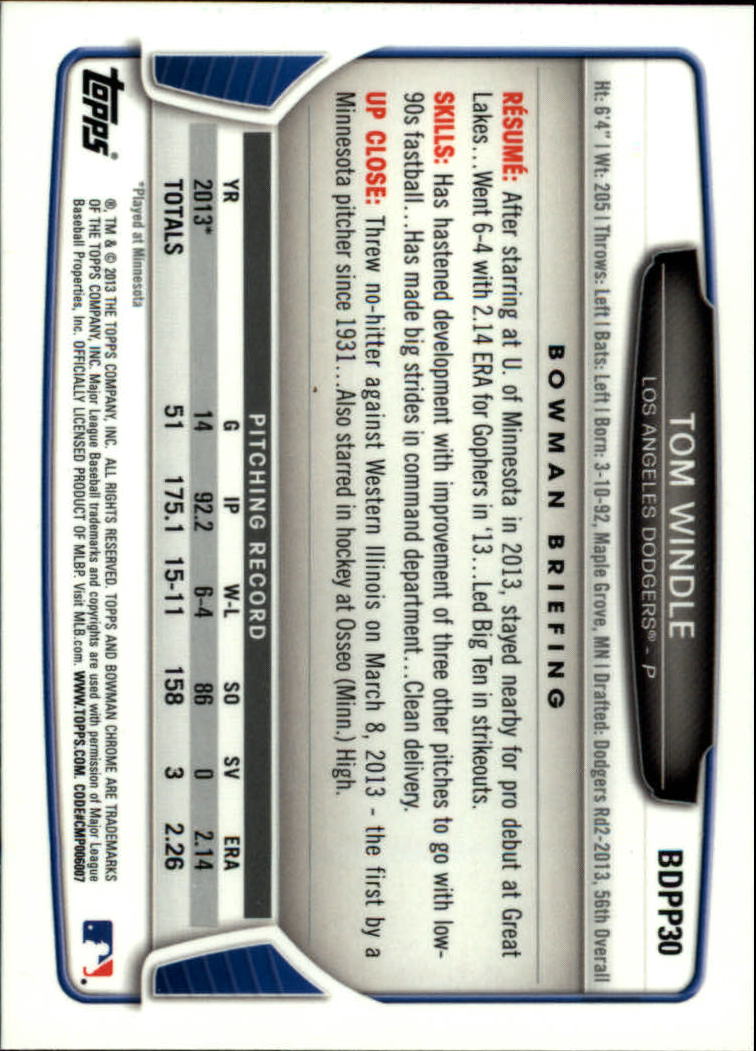 BDPP30
TOM WINDLE
LOS ANGELES DODGERS® - P
Ht: 6'4" | Wt: 205 | Throws: Left | Bats: Left | Born: 3-10-92, Maple Grove, MN | Drafted: Dodgers Rd2-2013, 56th Overall
BOWMAN BRIEFING
RÉSUMÉ: After starring at U. of Minnesota in 2013, stayed nearby for pro debut at Great
Lakes...Went 6-4 with 2.14 ERA for Gophers in '13...Led Big Ten in strikeouts.
SKILLS: Has hastened development with improvement of three other pitches to go with low-
90s fastball...Has made big strides in command department...Clean delivery.
UP CLOSE: Threw no-hitter against Western Illinois on March 8, 2013 - the first by a
Minnesota pitcher since 1931...Also starred in hockey at Osseo (Minn.) High.
PITCHING RECORD
YR G IP W-L SO SV ERA
2013* 14 92.2 6-4 86 0 2.14
TOTALS 51 175.1 15-11 158 3 2.26
*Played at Minnesota
topps®
®, TM & © 2013 THE TOPPS COMPANY, INC. ALL RIGHTS RESERVED. TOPPS AND BOWMAN CHROME ARE TRADEMARKS
OF THE TOPPS COMPANY, INC. Major League Baseball trademarks and copyrights are used with permission of Major League
Baseball Properties, Inc. OFFICIALLY LICENSED PRODUCT OF MLBP. Visit MLB.com. WWW.TOPPS.COM. CODE#CMP006007